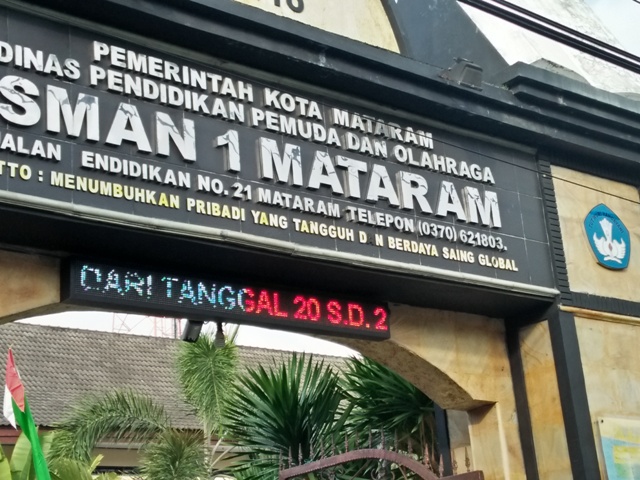 PEMERINTAH KOTA MATARAM
DINAS PENDIDIKAN PEMUDA DAN OLAHRAGA
SMAN 1 MATARAM
JALAN ENDIDIKAN NO. 21 MATARAM TELEPON (0370) 621803.
TTO : MENUMBUHKAN PRIBADI YANG TANGGUH D N BERDAYA SAING GLOBAL
DARI TANGGAL 20 S.D. 2